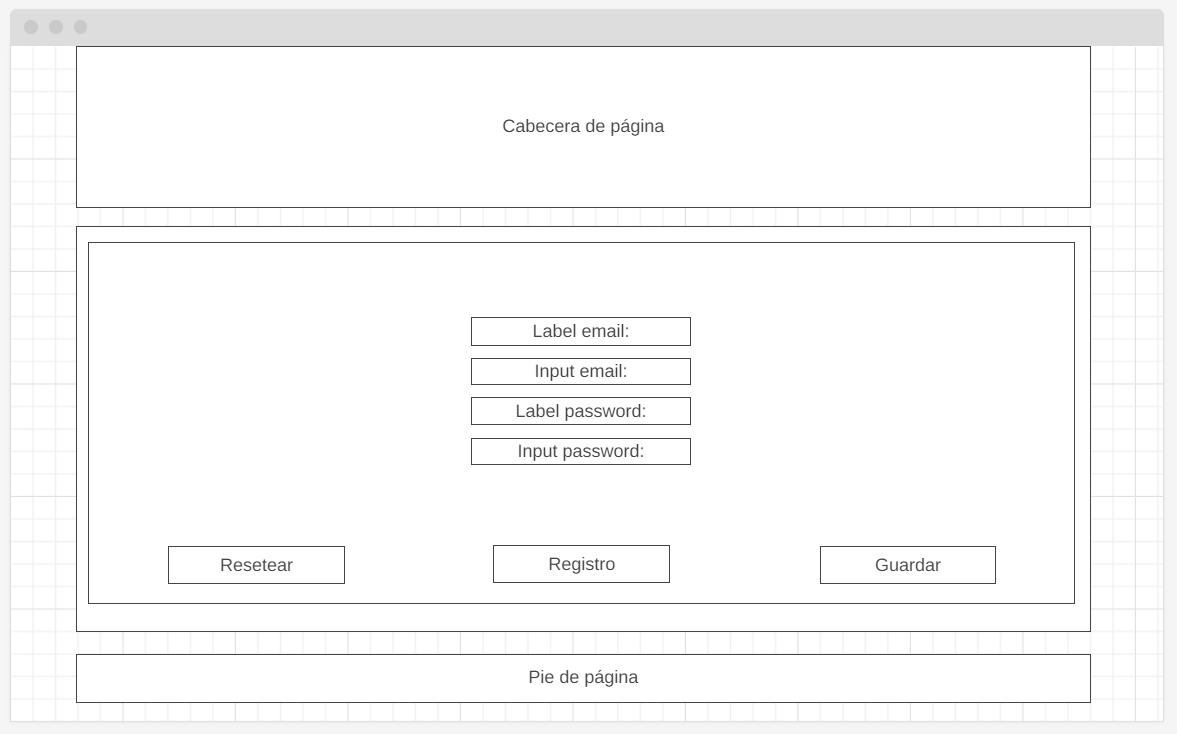 Cabecera de página
Label email:
Input email:
Label password:
Input password:
Resetear
Registro
Guardar
Pie de página